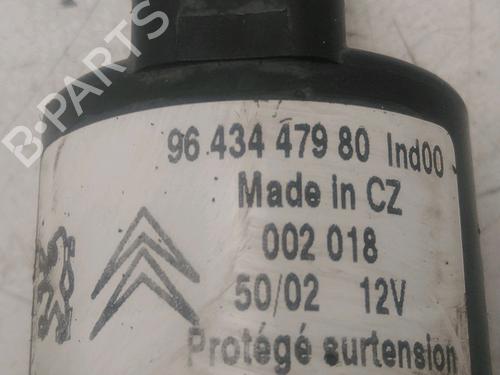 B-PARTS
96 434 479 80 Ind00
Made in CZ
002 018
50/02 12V
Protégé surtension